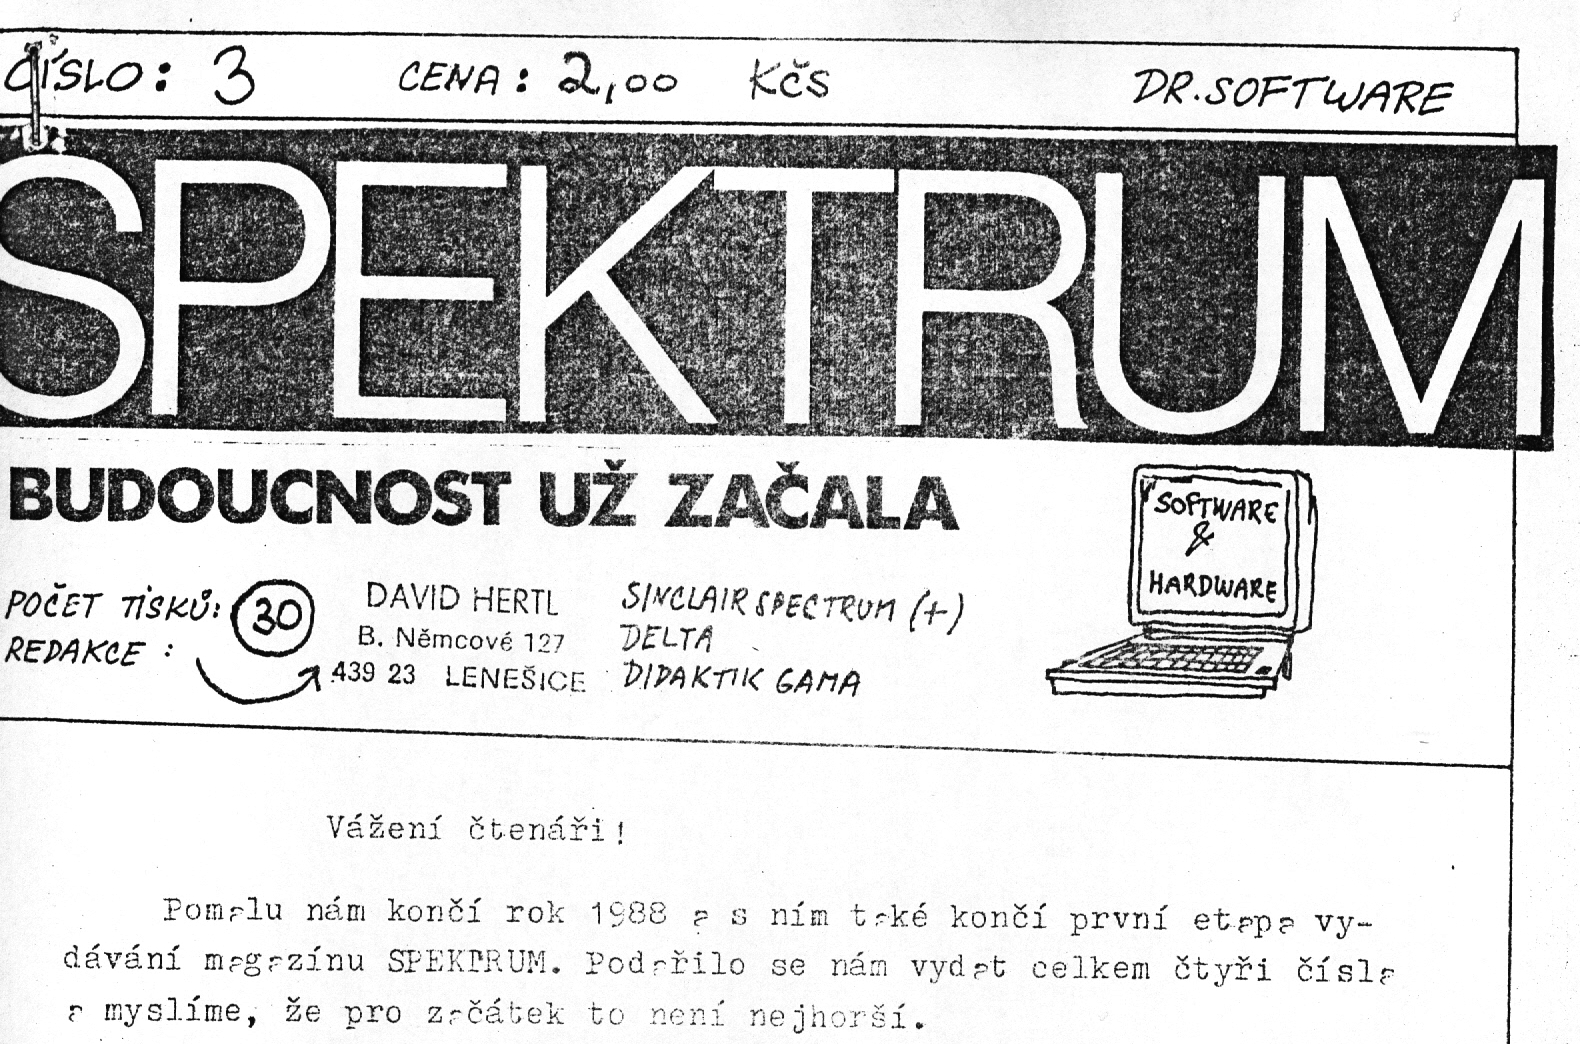 ČÍSLO: 3 CENA: 2,00 Kčs DR.SOFTWARE
SPEKTRUM
BUDOUCNOST UŽ ZAČALA
SOFTWARE
&
HARDWARE
POČET TISKŮ: 30 DAVID HERTL SINCLAIR SPECTRUM (+)
REDAKCE: B. Němcové 127 DELTA
439 23 LENEŠICE DIDAKTIK GAMA
Vážení čtenáři!
Pomalu nám končí rok 1988 a s ním také končí první etapa vy-
dávání magazínu SPEKTRUM. Podařilo se nám vydat celkem čtyři čísla
a myslíme, že pro začátek to není nejhorší.